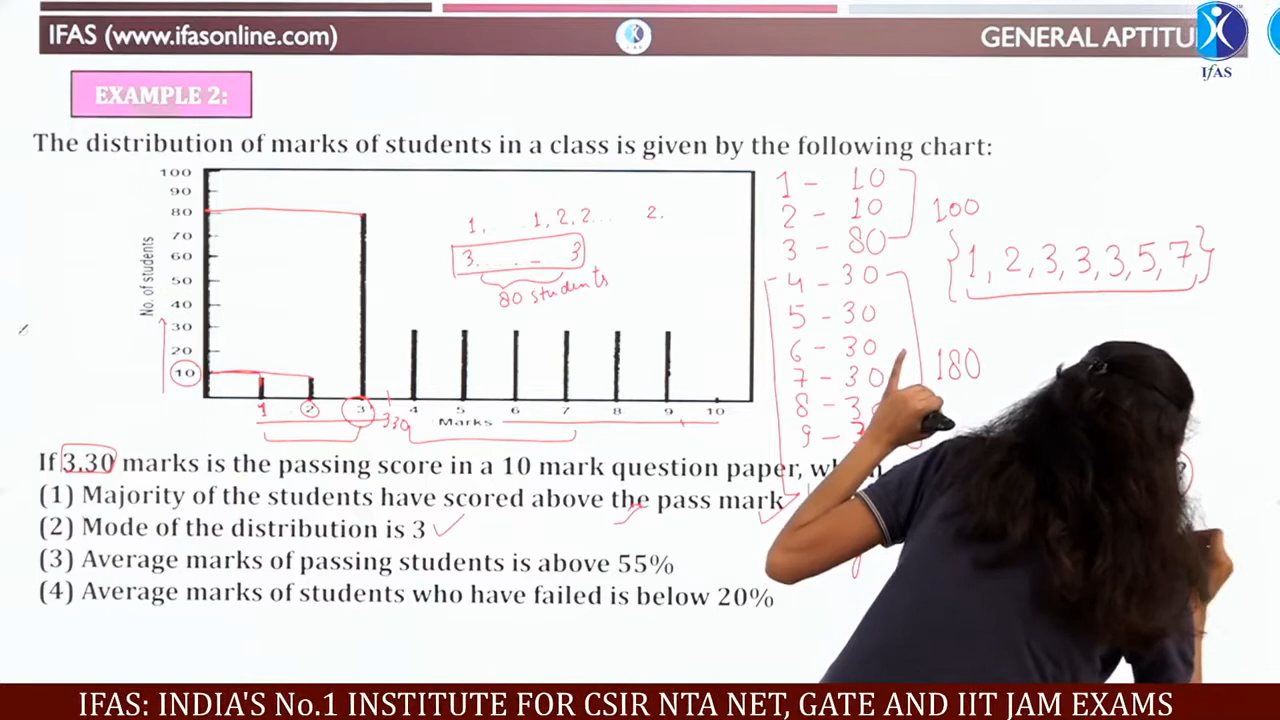 IFAS (www.ifasonline.com)
GENERAL APTITU
IFAS
EXAMPLE 2:
The distribution of marks of students in a class is given by the following chart:
No. of students
100
90
80
70
60
50
40
30
20
10
1 2 3 4 5 6 7 8 9 10
3.30
Marks
1, 1, 2, 2... 2.
3...... - 3
80 students
1 - 10
2 - 10
3 - 80
100
{1, 2, 3, 3, 3, 5, 7}
4 - 30
5 - 30
6 - 30
7 - 30
8 - 3
9 - 3
180
If 3.30 marks is the passing score in a 10 mark question paper,
(1) Majority of the students have scored above the pass mark
(2) Mode of the distribution is 3
(3) Average marks of passing students is above 55%
(4) Average marks of students who have failed is below 20%
IFAS: INDIA'S No.1 INSTITUTE FOR CSIR NTA NET, GATE AND IIT JAM EXAMS